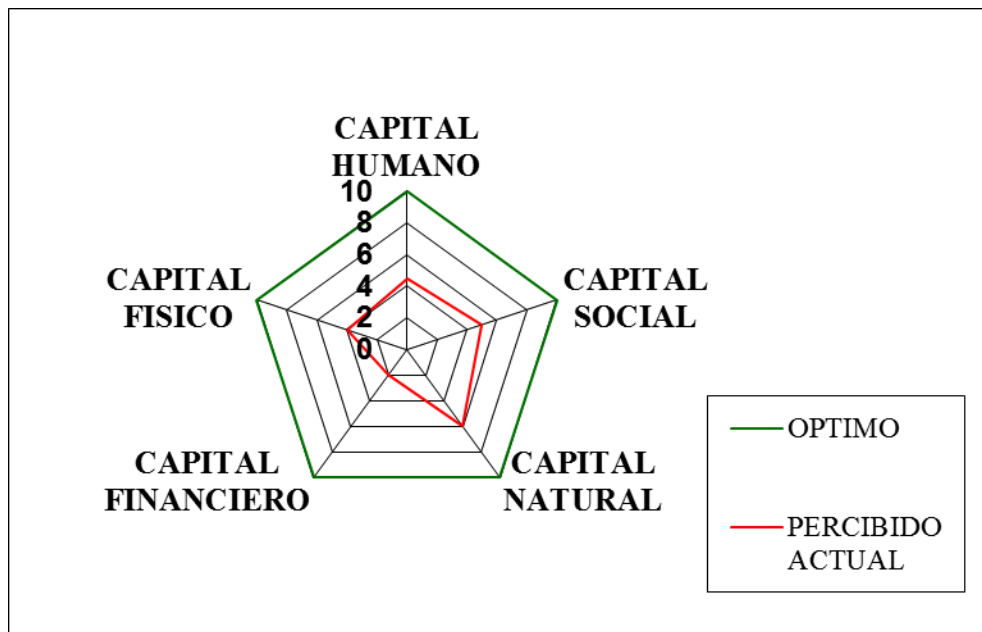 CAPITAL
HUMANO
10
8
6
4
2
0
CAPITAL
FISICO
CAPITAL
SOCIAL
CAPITAL
FINANCIERO
CAPITAL
NATURAL
OPTIMO
PERCIBIDO
ACTUAL